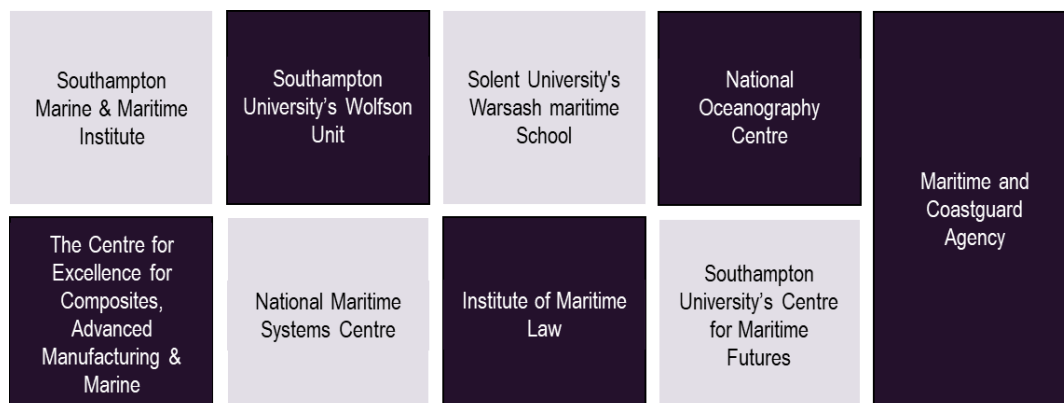 Southampton
Marine & Maritime
Institute
Southampton
University’s Wolfson
Unit
Solent University's
Warsash maritime
School
National
Oceanography
Centre
Maritime and
Coastguard
Agency
The Centre for
Excellence for
Composites,
Advanced
Manufacturing &
Marine
National Maritime
Systems Centre
Institute of Maritime
Law
Southampton
University’s Centre
for Maritime
Futures